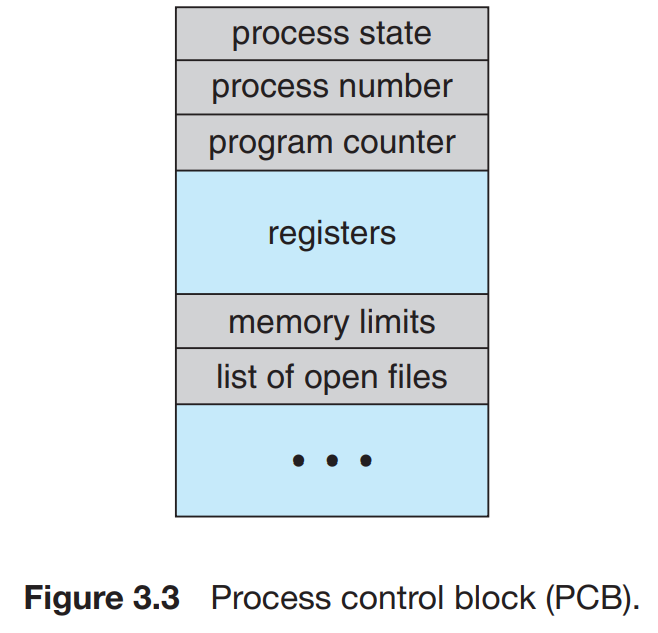 process state
process number
program counter
registers
memory limits
list of open files
• • •
Figure 3.3 Process control block (PCB).